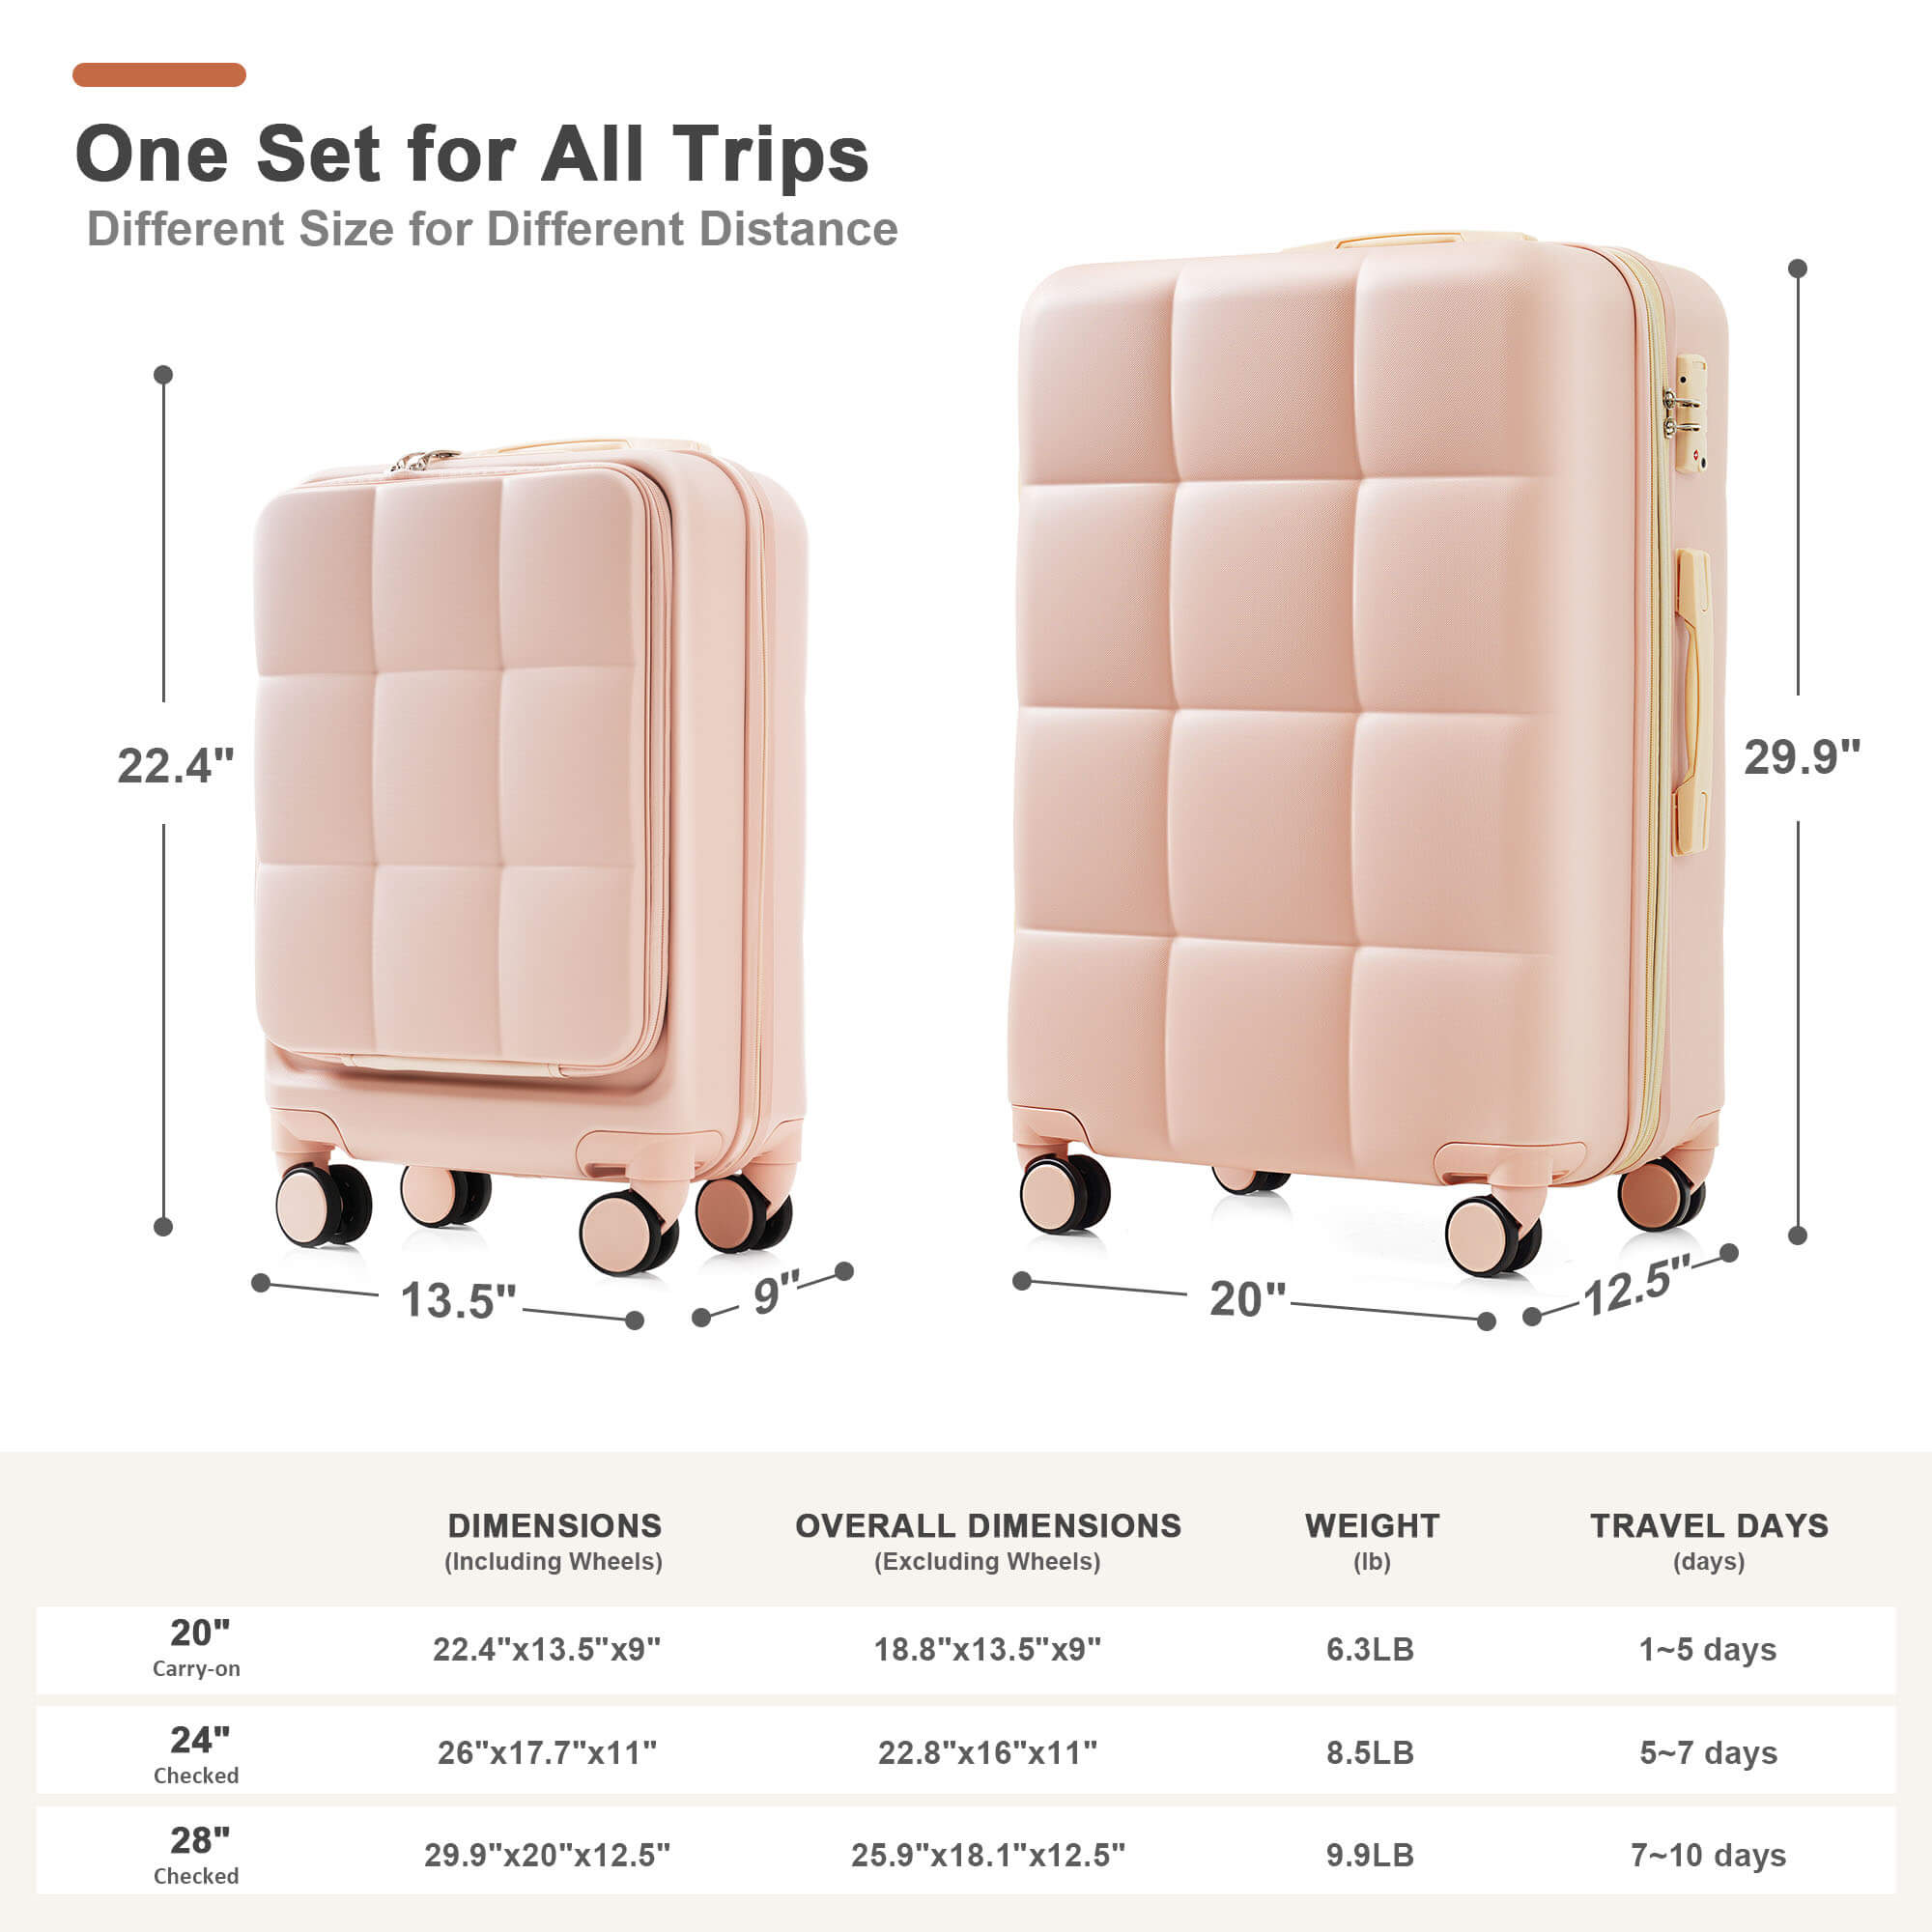 One Set for All Trips
Different Size for Different Distance
22.4"
29.9"
13.5"
9"
20"
12.5"
DIMENSIONS OVERALL DIMENSIONS WEIGHT TRAVEL DAYS
(Including Wheels) (Excluding Wheels) (lb) (days)
20" 22.4"x13.5"x9" 18.8"x13.5"x9" 6.3LB 1~5 days
Carry-on
24" 26"x17.7"x11" 22.8"x16"x11" 8.5LB 5~7 days
Checked
28" 29.9"x20"x12.5" 25.9"x18.1"x12.5" 9.9LB 7~10 days
Checked